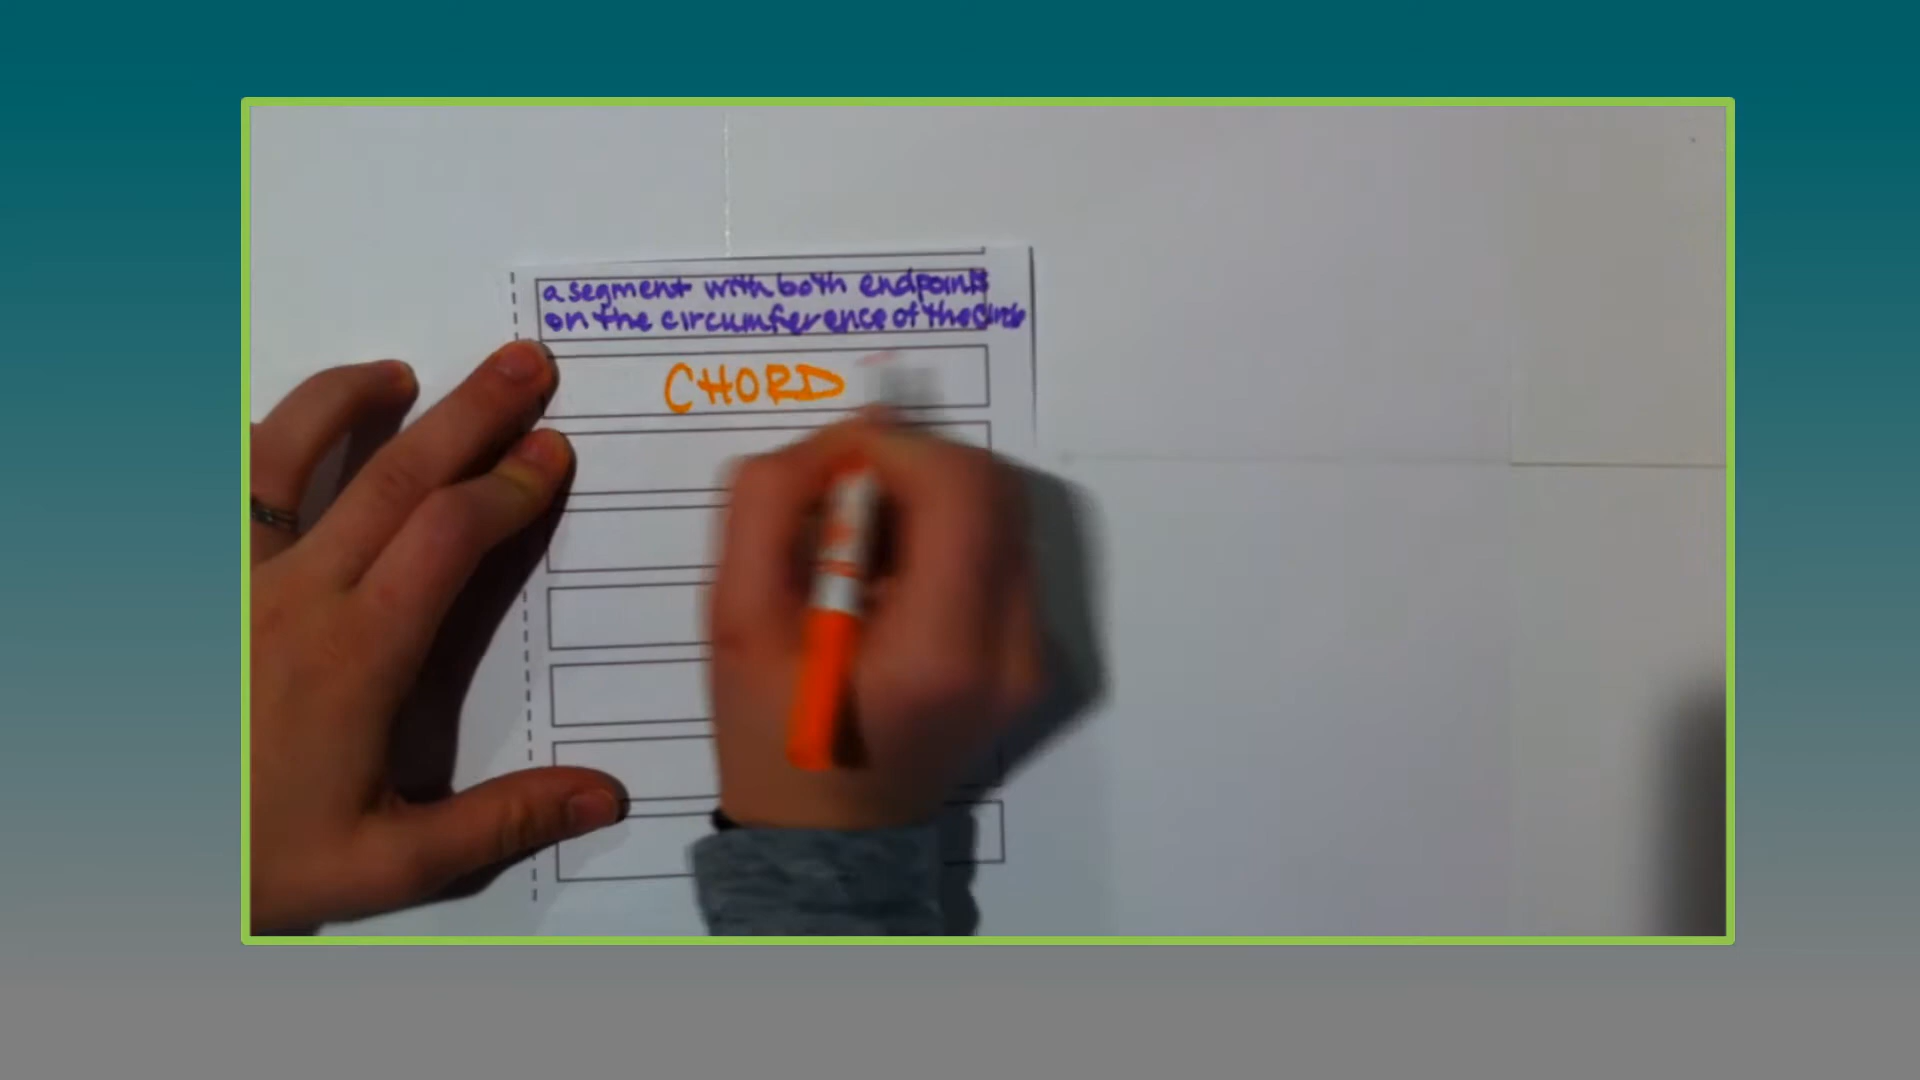 a segment with both endpoints
on the circumference of the circle
CHORD